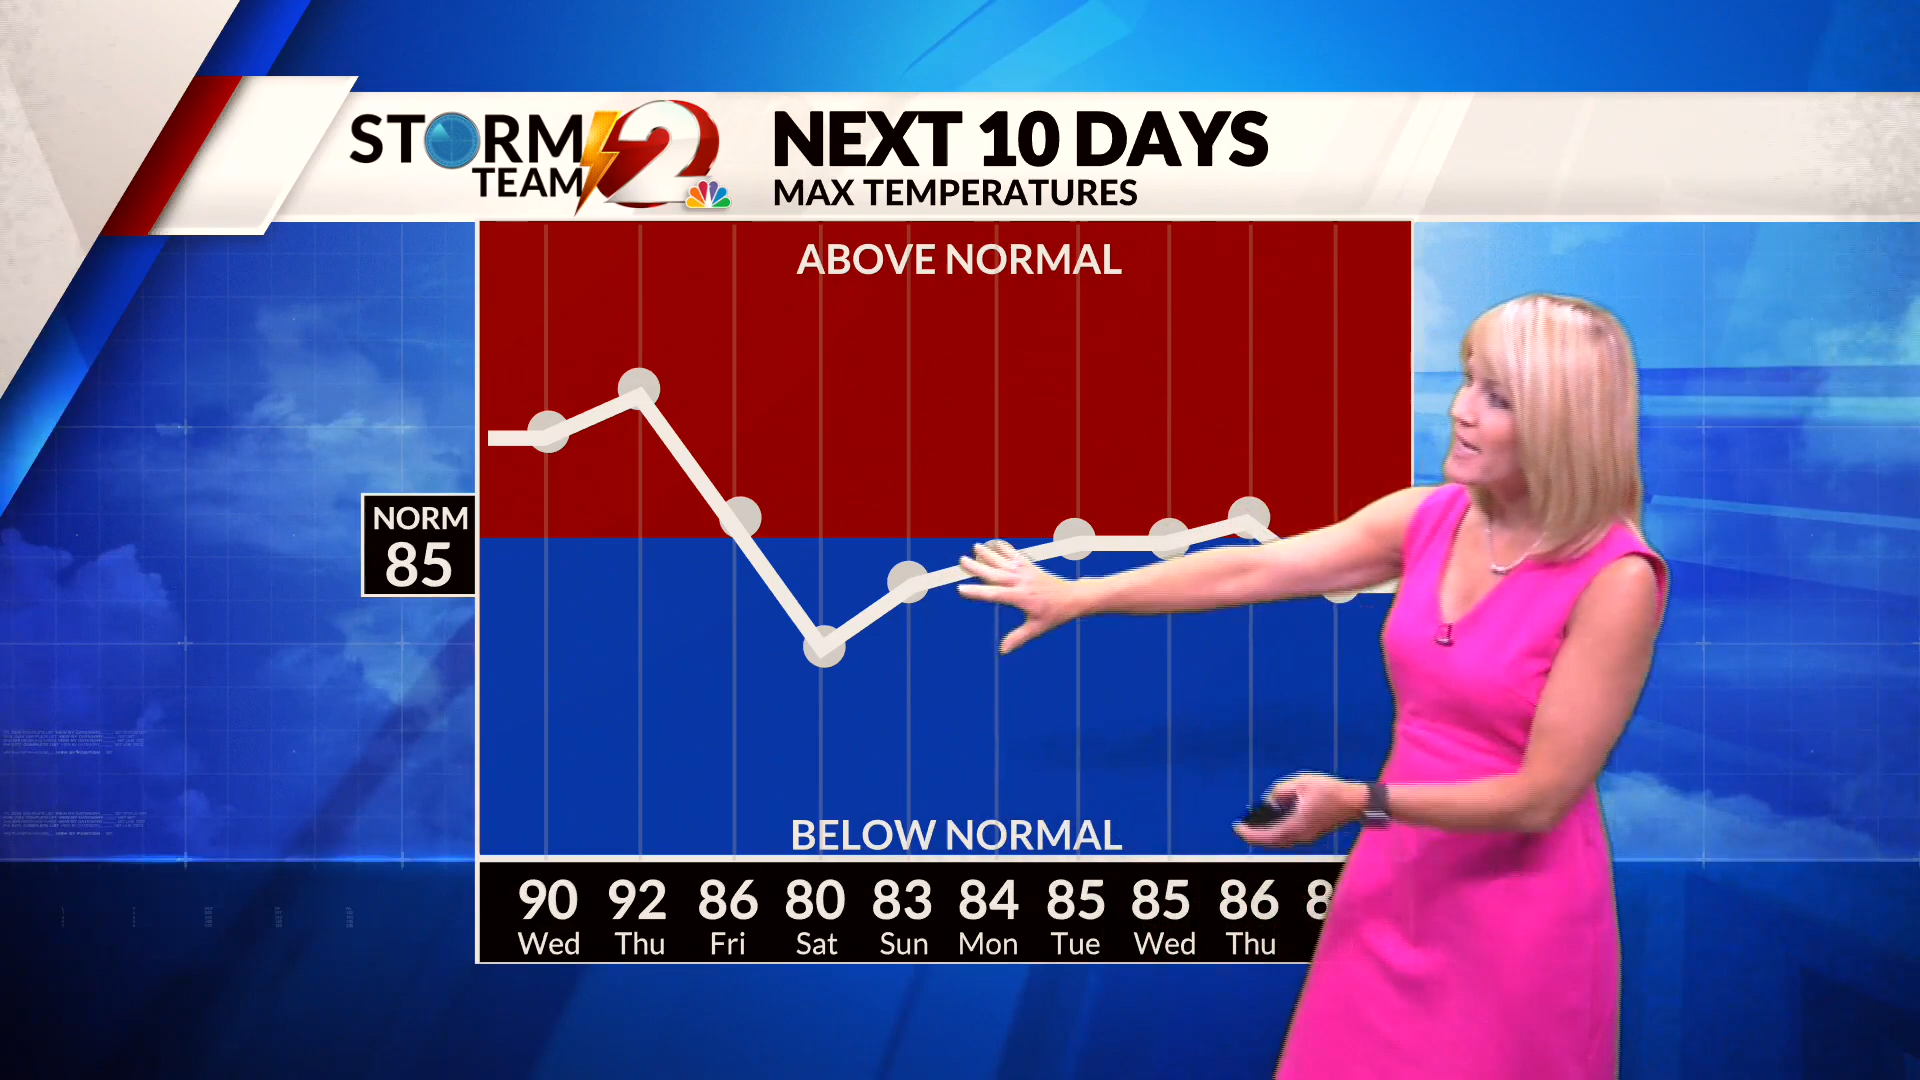 STORM
TEAM 2
NEXT 10 DAYS
MAX TEMPERATURES
ABOVE NORMAL
NORM
85
BELOW NORMAL
90 92 86 80 83 84 85 85 86
Wed Thu Fri Sat Sun Mon Tue Wed Thu